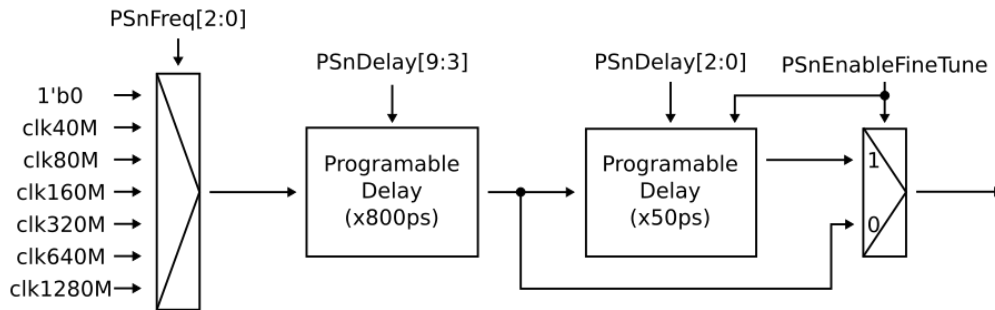 PSnFreq[2:0]
PSnDelay[9:3]
PSnDelay[2:0]
PSnEnableFineTune
1'b0
clk40M
clk80M
clk160M
clk320M
clk640M
clk1280M
Programable
Delay
(x800ps)
Programable
Delay
(x50ps)
1
0